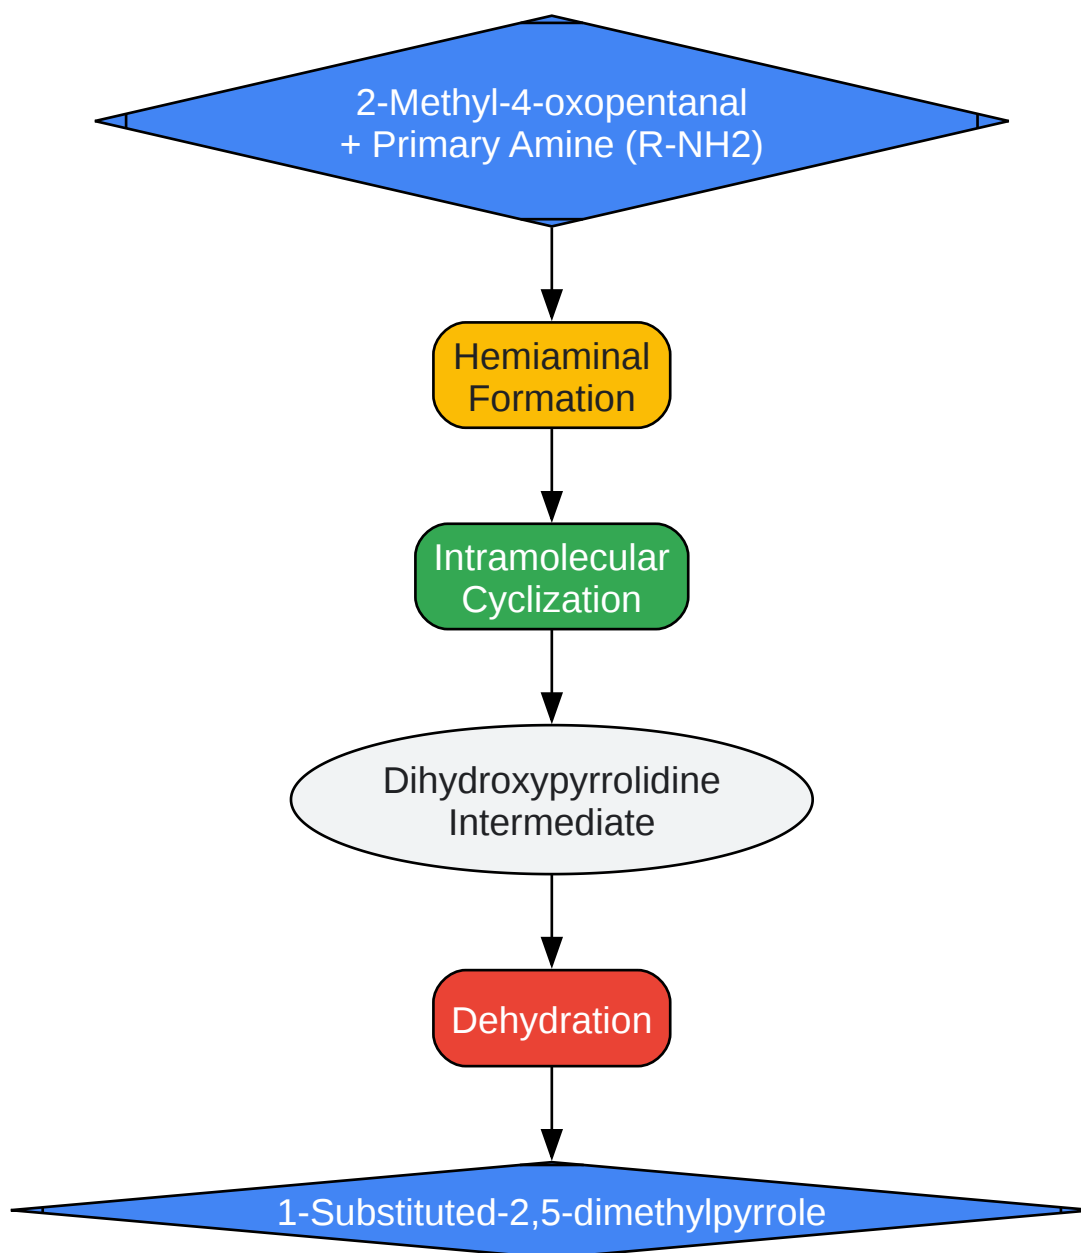 2-Methyl-4-oxopentanal
+ Primary Amine (R-NH2)
Hemiaminal
Formation
Intramolecular
Cyclization
Dihydroxypyrrolidine
Intermediate
Dehydration
1-Substituted-2,5-dimethylpyrrole